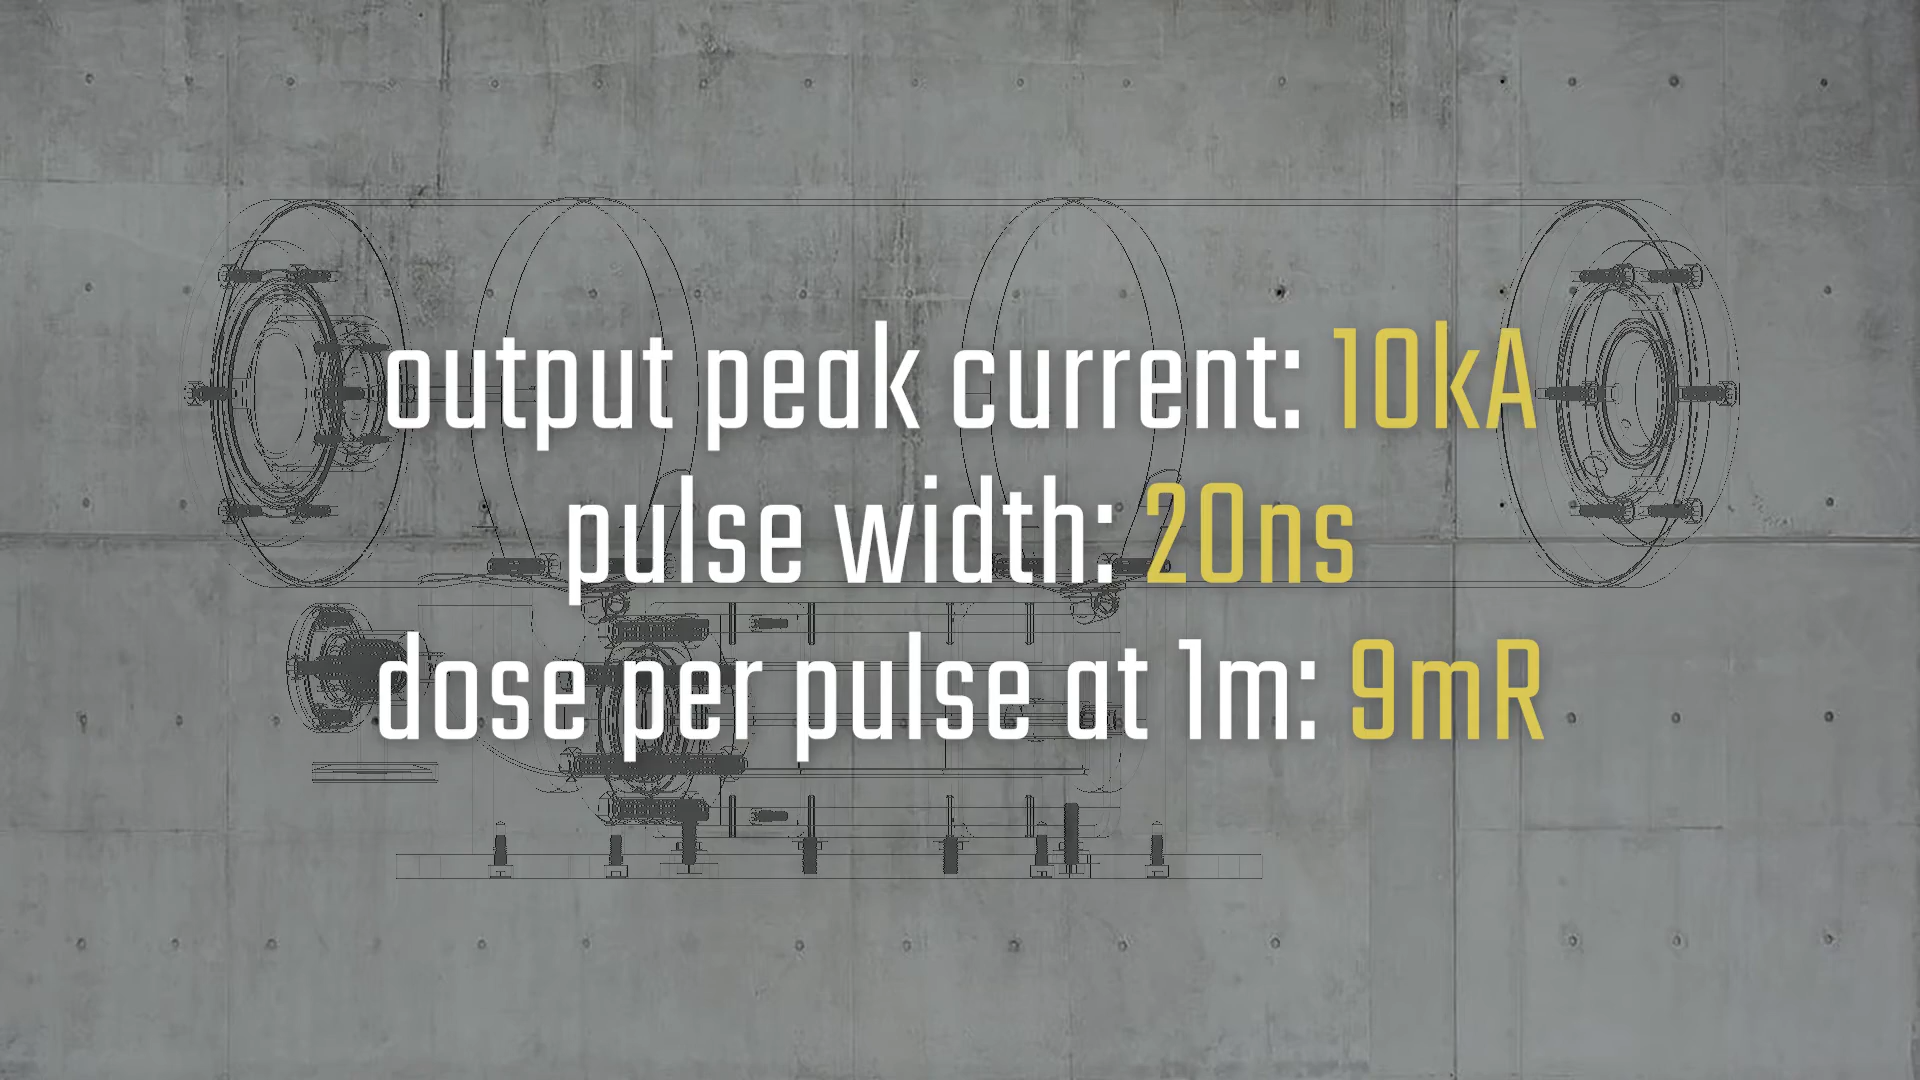 output peak current: 10kA
pulse width: 20ns
dose per pulse at 1m: 9mR